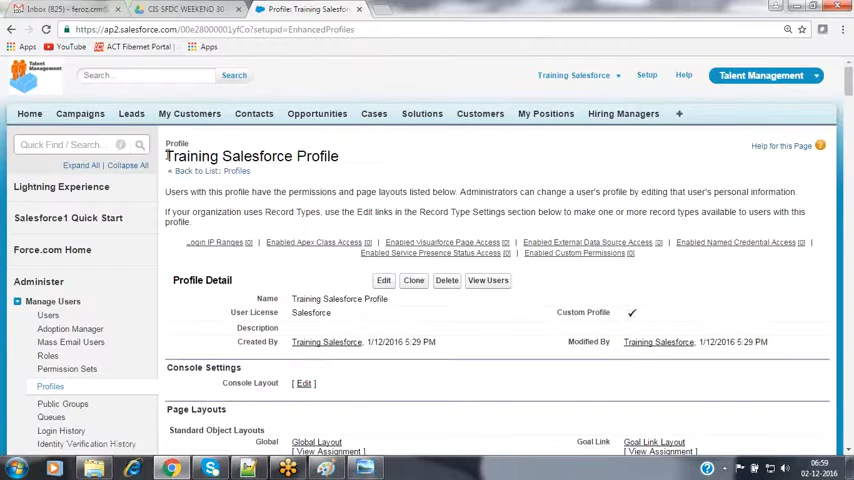 Inbox (825) - feroz.crm@
CIS SFDC WEEKEND 30
Profile: Training Salesfor
https://ap2.salesforce.com/00e28000001yfCo?setupid=EnhancedProfiles
Apps
YouTube
ACT Fibernet Portal
Apps
Talent
Management
Search...
Search
Training Salesforce
Setup
Help
Talent Management
Home
Campaigns
Leads
My Customers
Contacts
Opportunities
Cases
Solutions
Customers
My Positions
Hiring Managers
+
Quick Find / Search...
Expand All | Collapse All
Lightning Experience
Salesforce1 Quick Start
Force.com Home
Administer
Manage Users
Users
Adoption Manager
Mass Email Users
Roles
Permission Sets
Profiles
Public Groups
Queues
Login History
Identity Verification History
Profile
Training Salesforce Profile
« Back to List: Profiles
Help for this Page
Users with this profile have the permissions and page layouts listed below. Administrators can change a user's profile by editing that user's personal information.
If your organization uses Record Types, use the Edit links in the Record Type Settings section below to make one or more record types available to users with this
profile.
Login IP Ranges [0] | Enabled Apex Class Access [0] | Enabled Visualforce Page Access [0] | Enabled External Data Source Access [0] | Enabled Named Credential Access [0] |
Enabled Service Presence Status Access [0] | Enabled Custom Permissions [0]
Profile Detail
Edit
Clone
Delete
View Users
Name Training Salesforce Profile
User License Salesforce
Custom Profile ✓
Description
Created By Training Salesforce, 1/12/2016 5:29 PM
Modified By Training Salesforce, 1/12/2016 5:29 PM
Console Settings
Console Layout [ Edit ]
Page Layouts
Standard Object Layouts
Global Global Layout
[ View Assignment ]
Goal Link Goal Link Layout
[ View Assignment ]
06:59
02-12-2016